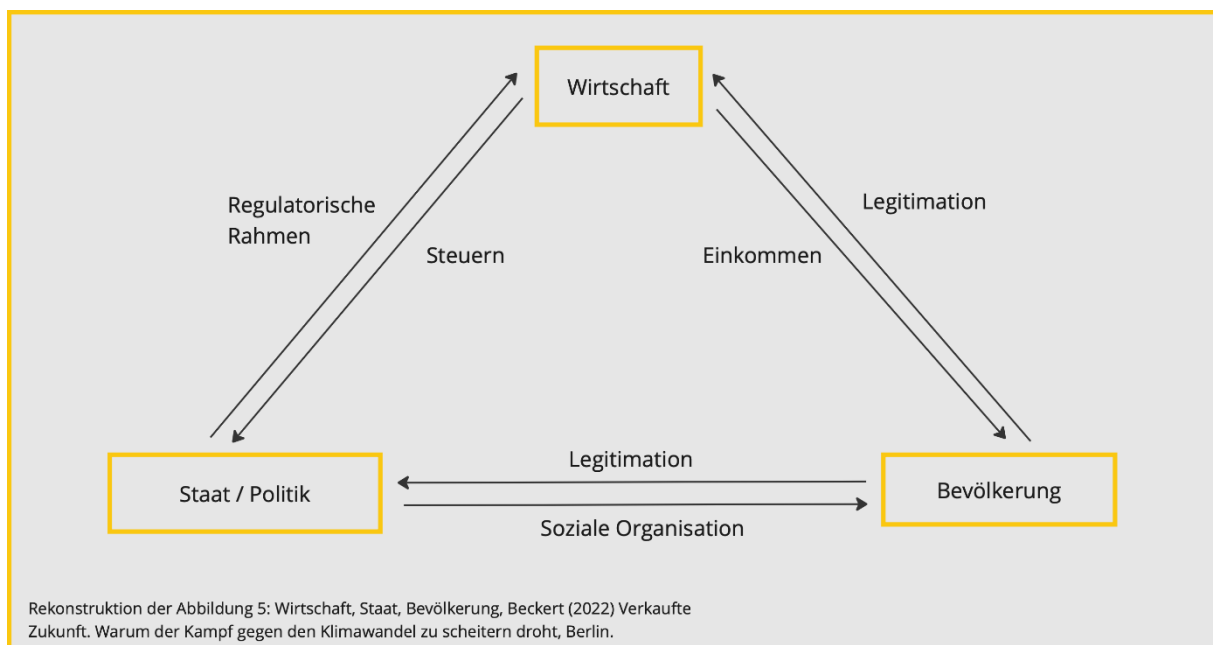 Wirtschaft
Regulatorische
Rahmen
Steuern
Legitimation
Einkommen
Staat / Politik
Legitimation
Soziale Organisation
Bevölkerung
Rekonstruktion der Abbildung 5: Wirtschaft, Staat, Bevölkerung, Beckert (2022) Verkaufte
Zukunft. Warum der Kampf gegen den Klimawandel zu scheitern droht, Berlin.